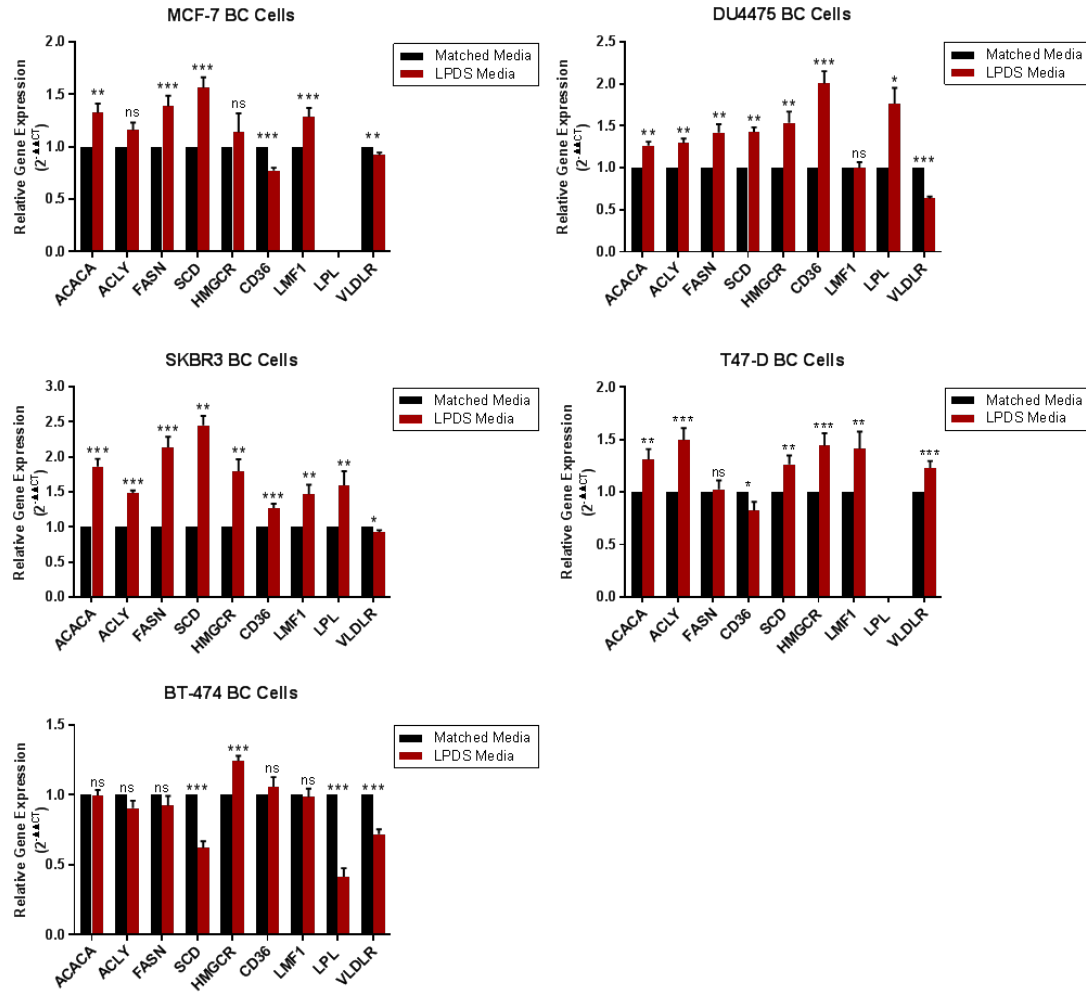 MCF-7 BC Cells
Relative Gene Expression
(2-▲▲CT)
2.0
1.5
1.0
0.5
0.0
** ns *** *** ns *** *** **
ACACA ACLY FASN SCD HMGCR CD36 LMF1 LPL VLDLR
Matched Media
LPDS Media
DU4475 BC Cells
Relative Gene Expression
(2-▲▲CT)
2.5
2.0
1.5
1.0
0.5
0.0
** ** ** ** ** *** ns * ***
ACACA ACLY FASN SCD HMGCR CD36 LMF1 LPL VLDLR
Matched Media
LPDS Media
SKBR3 BC Cells
Relative Gene Expression
(2-▲▲CT)
3.0
2.5
2.0
1.5
1.0
0.5
0.0
*** *** *** ** ** *** ** ** *
ACACA ACLY FASN SCD HMGCR CD36 LMF1 LPL VLDLR
Matched Media
LPDS Media
T47-D BC Cells
Relative Gene Expression
(2-▲▲CT)
2.0
1.5
1.0
0.5
0.0
** *** ns * ** *** ** ***
ACACA ACLY FASN CD36 SCD HMGCR LMF1 LPL VLDLR
Matched Media
LPDS Media
BT-474 BC Cells
Relative Gene Expression
(2-▲▲CT)
1.5
1.0
0.5
0.0
ns ns ns *** *** ns ns *** ***
ACACA ACLY FASN SCD HMGCR CD36 LMF1 LPL VLDLR
Matched Media
LPDS Media